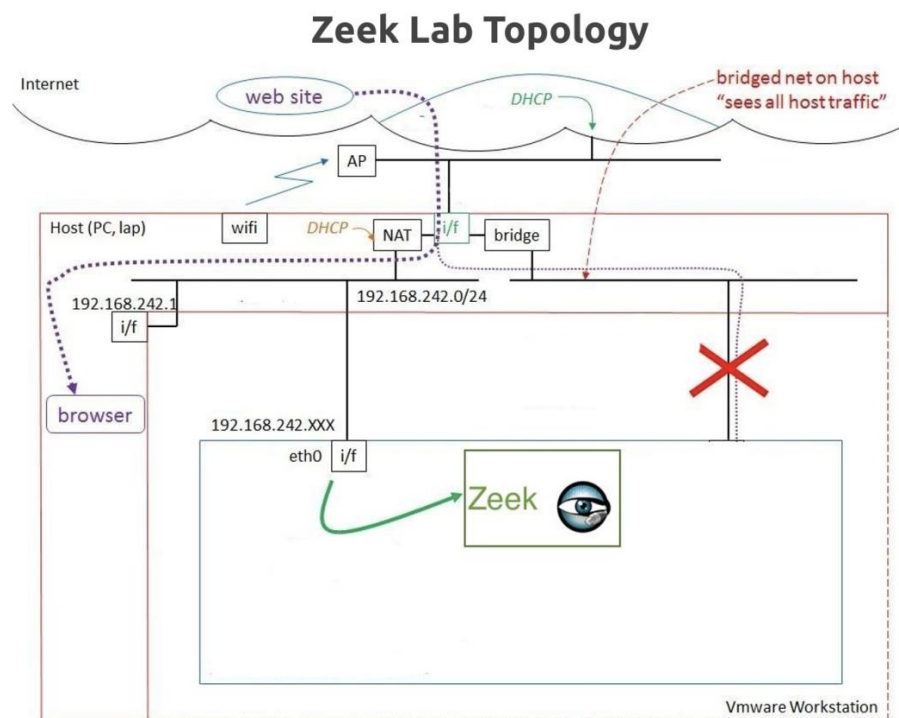 Zeek Lab Topology
Internet
web site
DHCP
bridged net on host
"sees all host traffic"
AP
Host (PC, lap)
wifi
DHCP
NAT
i/f
bridge
192.168.242.1
192.168.242.0/24
i/f
browser
192.168.242.XXX
eth0
i/f
Zeek
Vmware Workstation